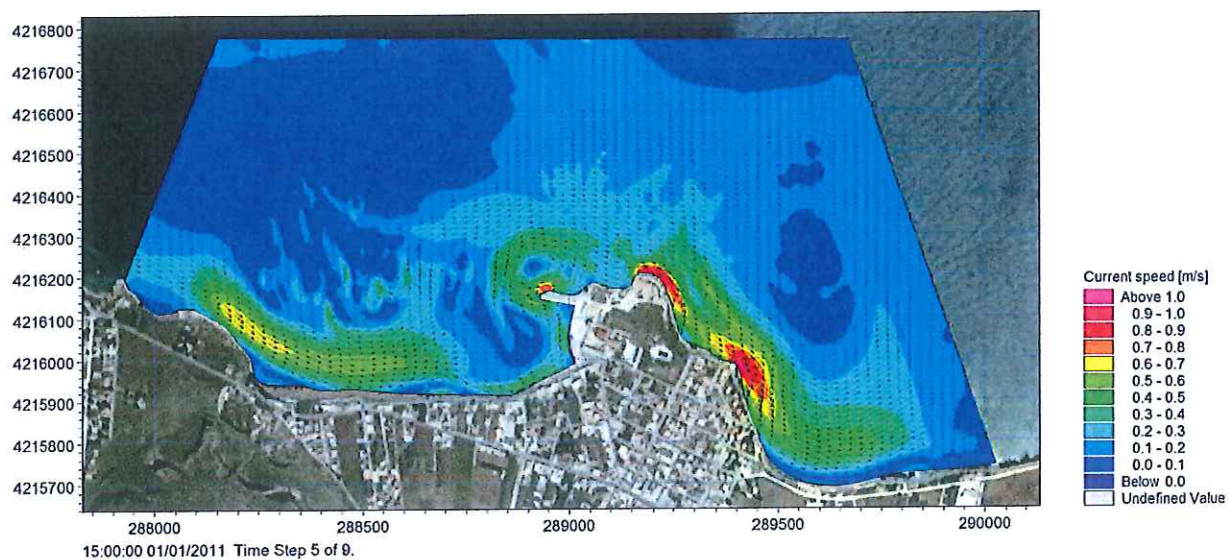 4216800
4216700
4216600
4216500
4216400
4216300
4216200
4216100
4216000
4215900
4215800
4215700
288000 288500 289000 289500 290000
15:00:00 01/01/2011 Time Step 5 of 9.
Current speed [m/s]
Above 1.0
0.9 - 1.0
0.8 - 0.9
0.7 - 0.8
0.6 - 0.7
0.5 - 0.6
0.4 - 0.5
0.3 - 0.4
0.2 - 0.3
0.1 - 0.2
0.0 - 0.1
Below 0.0
Undefined Value